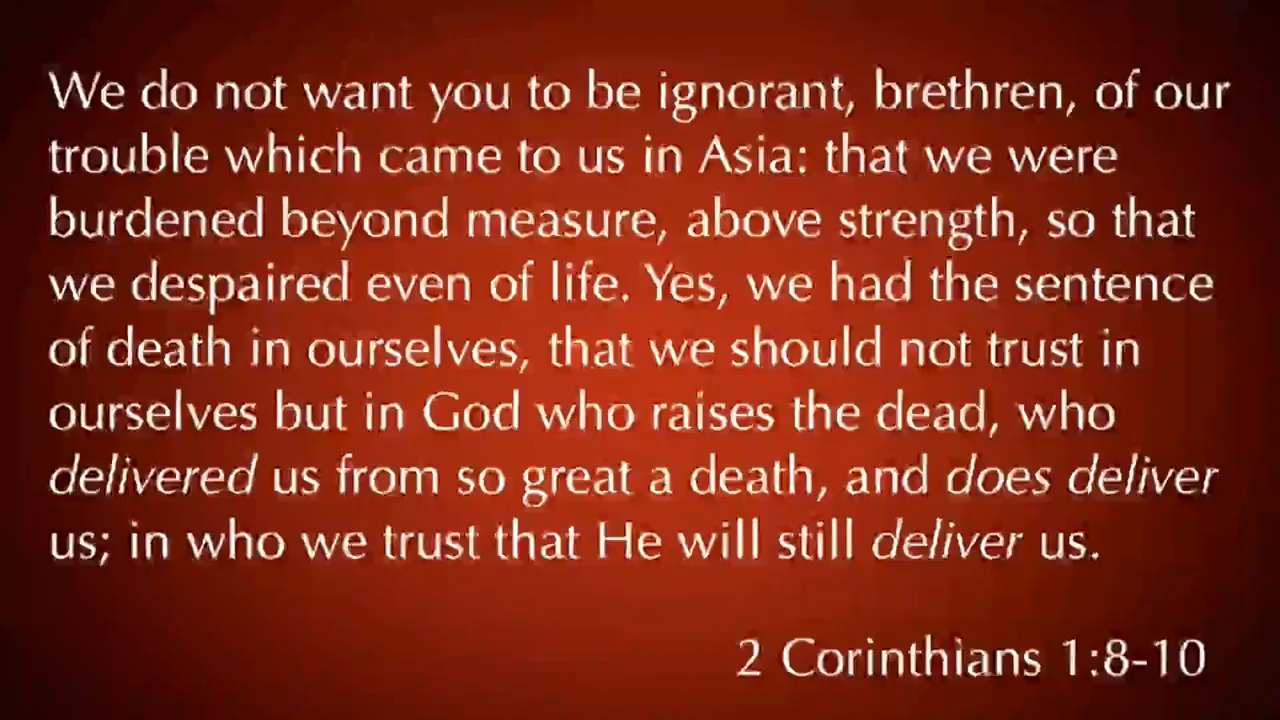 We do not want you to be ignorant, brethren, of our
trouble which came to us in Asia: that we were
burdened beyond measure, above strength, so that
we despaired even of life. Yes, we had the sentence
of death in ourselves, that we should not trust in
ourselves but in God who raises the dead, who
delivered us from so great a death, and does deliver
us; in who we trust that He will still deliver us.
2 Corinthians 1:8-10